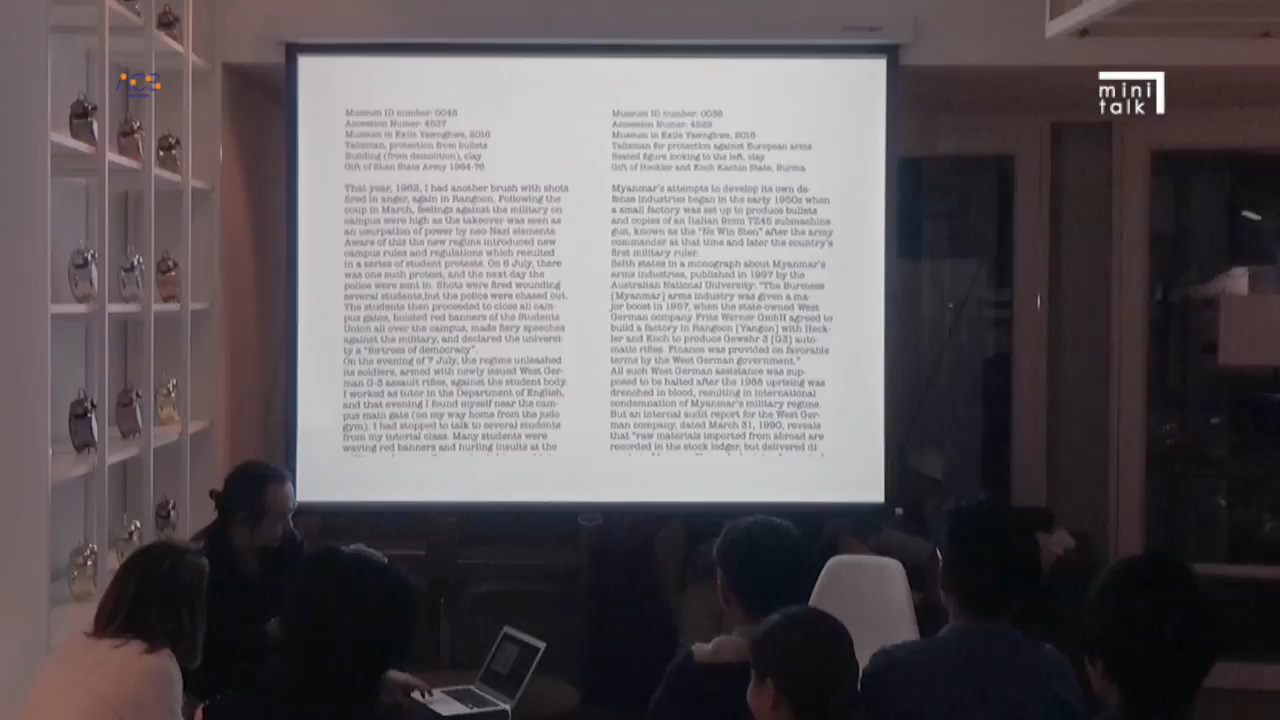 mini
talk
Museum ID number: 0048
Accession Numer: 4537
Museum in Exile Yawnghwe, 2016
Talisman, protection from bullets
Building (from demolition), clay
Gift of Shan State Army 1964-76
That year, 1962, I had another brush with shots
fired in anger, again in Rangoon. Following the
coup in March, feelings against the military on
campus were high as the takeover was seen as
an usurpation of power by neo Nazi elements.
Aware of this the new regime introduced new
campus rules and regulations which resulted
in a series of student protests. On 6 July, there
was one such protest, and the next day the
police were sent in. Shots were fired wounding
several students,but the police were chased out.
The students then proceeded to close all cam-
pus gates, hoisted red banners of the Students
Union all over the campus, made fiery speeches
against the military, and declared the universi-
ty a "fortress of democracy".
On the evening of 7 July, the regime unleashed
its soldiers, armed with newly issued West Ger-
man G-3 assault rifles, against the student body.
I worked as tutor in the Department of English,
and that evening I found myself near the cam-
pus main gate (on my way home from the judo
gym). I had stopped to talk to several students
from my tutorial class. Many students were
waving red banners and hurling insults at the
Museum ID number: 0036
Accession Numer: 4529
Museum in Exile Yawnghwe, 2016
Talisman for protection against European arms
Seated figure looking to the left, clay
Gift of Heckler and Koch Kachin State, Burma
Myanmar's attempts to develop its own de-
fense industries began in the early 1950s when
a small factory was set up to produce bullets
and copies of an Italian 9mm TZ45 submachine
gun, known as the "Ne Win Sten" after the army
commander at that time and later the country's
first military ruler.
Selth states in a monograph about Myanmar's
arms industries, published in 1997 by the
Australian National University: "The Burmese
[Myanmar] arms industry was given a ma-
jor boost in 1957, when the state-owned West
German company Fritz Werner GmbH agreed to
build a factory in Rangoon [Yangon] with Heck-
ler and Koch to produce Gewehr 3 [G3] auto-
matic rifles. Finance was provided on favorable
terms by the West German government."
All such West German assistance was sup-
posed to be halted after the 1988 uprising was
drenched in blood, resulting in international
condemnation of Myanmar's military regime.
But an internal audit report for the West Ger-
man company, dated March 31, 1990, reveals
that "raw materials imported from abroad are
recorded in the stock ledger, but delivered di-